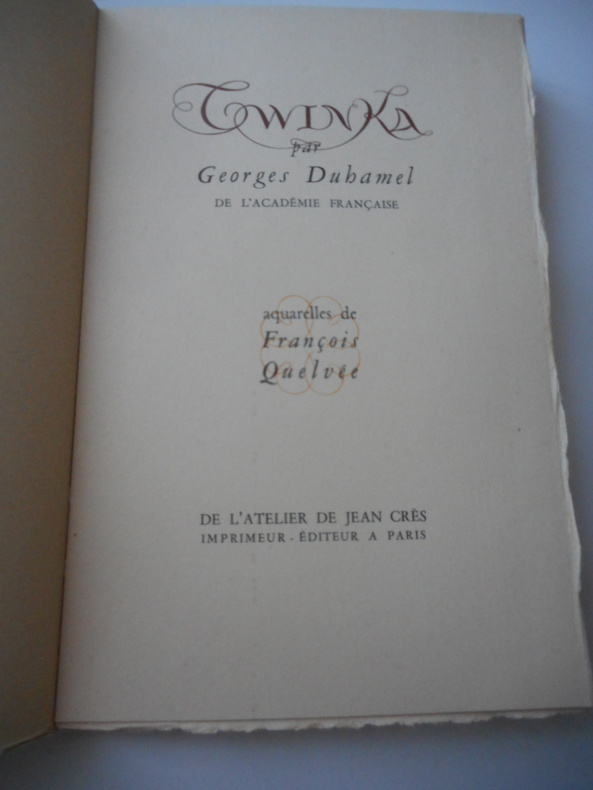 TWINKA
par
Georges Duhamel
DE L'ACADÉMIE FRANÇAISE
aquarelles de
François
Quelvée
DE L'ATELIER DE JEAN CRÈS
IMPRIMEUR - ÉDITEUR A PARIS